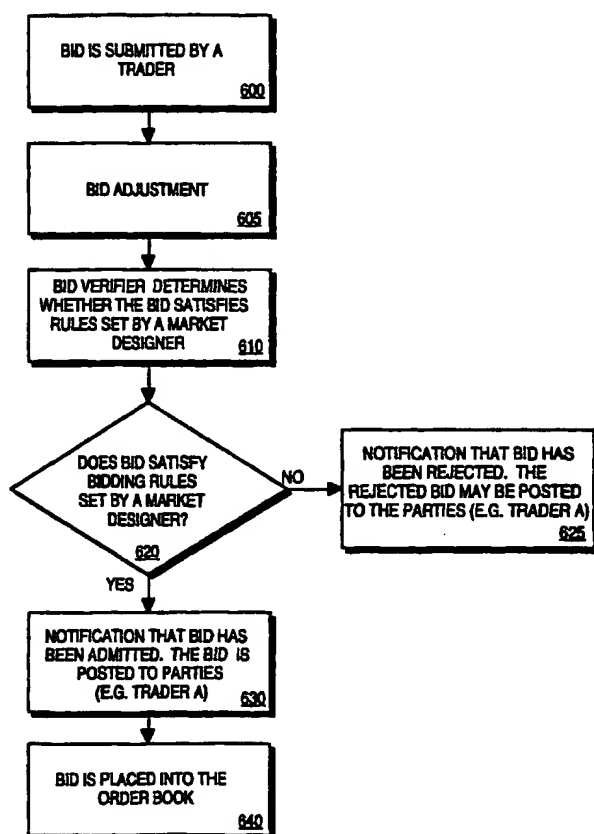 BID IS SUBMITTED BY A
TRADER
600
BID ADJUSTMENT
605
BID VERIFIER DETERMINES
WHETHER THE BID SATISFIES
RULES SET BY A MARKET
DESIGNER
610
DOES BID SATISFY
BIDDING RULES
SET BY A MARKET
DESIGNER?
620
NO
NOTIFICATION THAT BID HAS
BEEN REJECTED. THE
REJECTED BID MAY BE POSTED
TO THE PARTIES (E.G. TRADER A)
625
YES
NOTIFICATION THAT BID HAS
BEEN ADMITTED. THE BID IS
POSTED TO PARTIES
(E.G. TRADER A)
630
BID IS PLACED INTO THE
ORDER BOOK
640